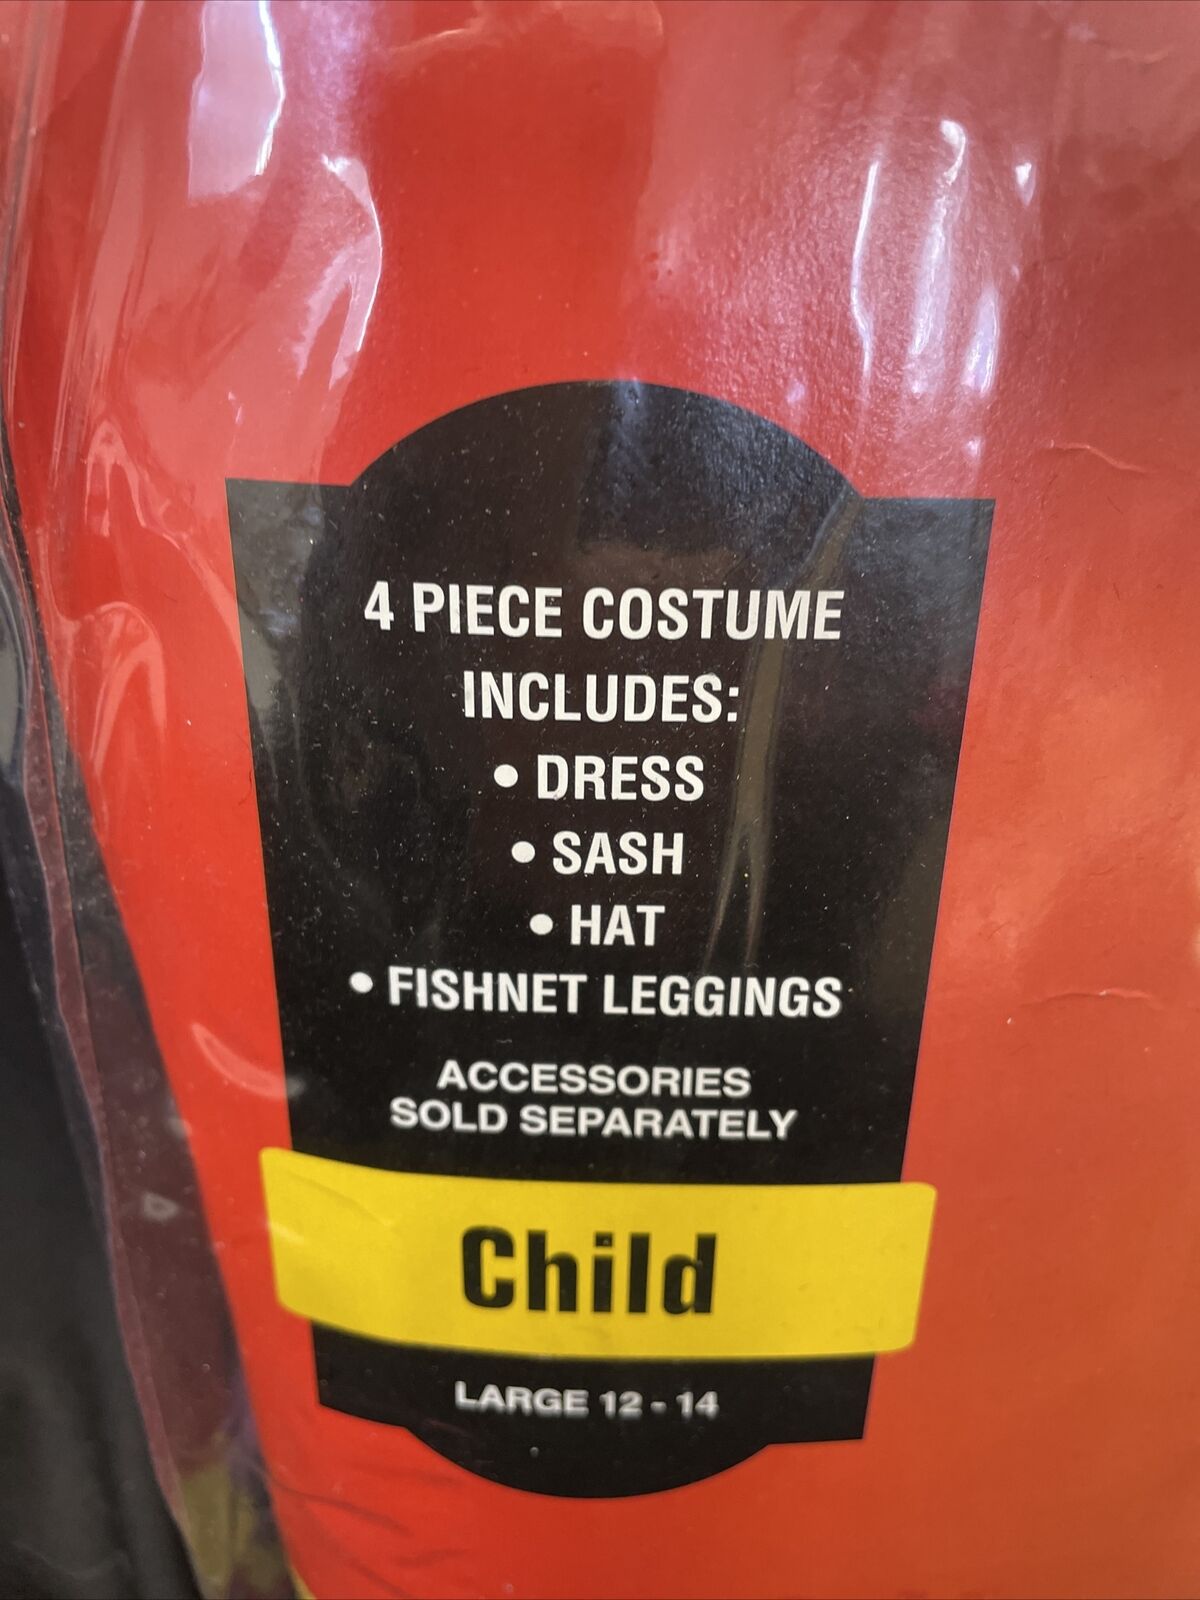 4 PIECE COSTUME
INCLUDES:
• DRESS
• SASH
• HAT
• FISHNET LEGGINGS
ACCESSORIES
SOLD SEPARATELY
Child
LARGE 12 - 14